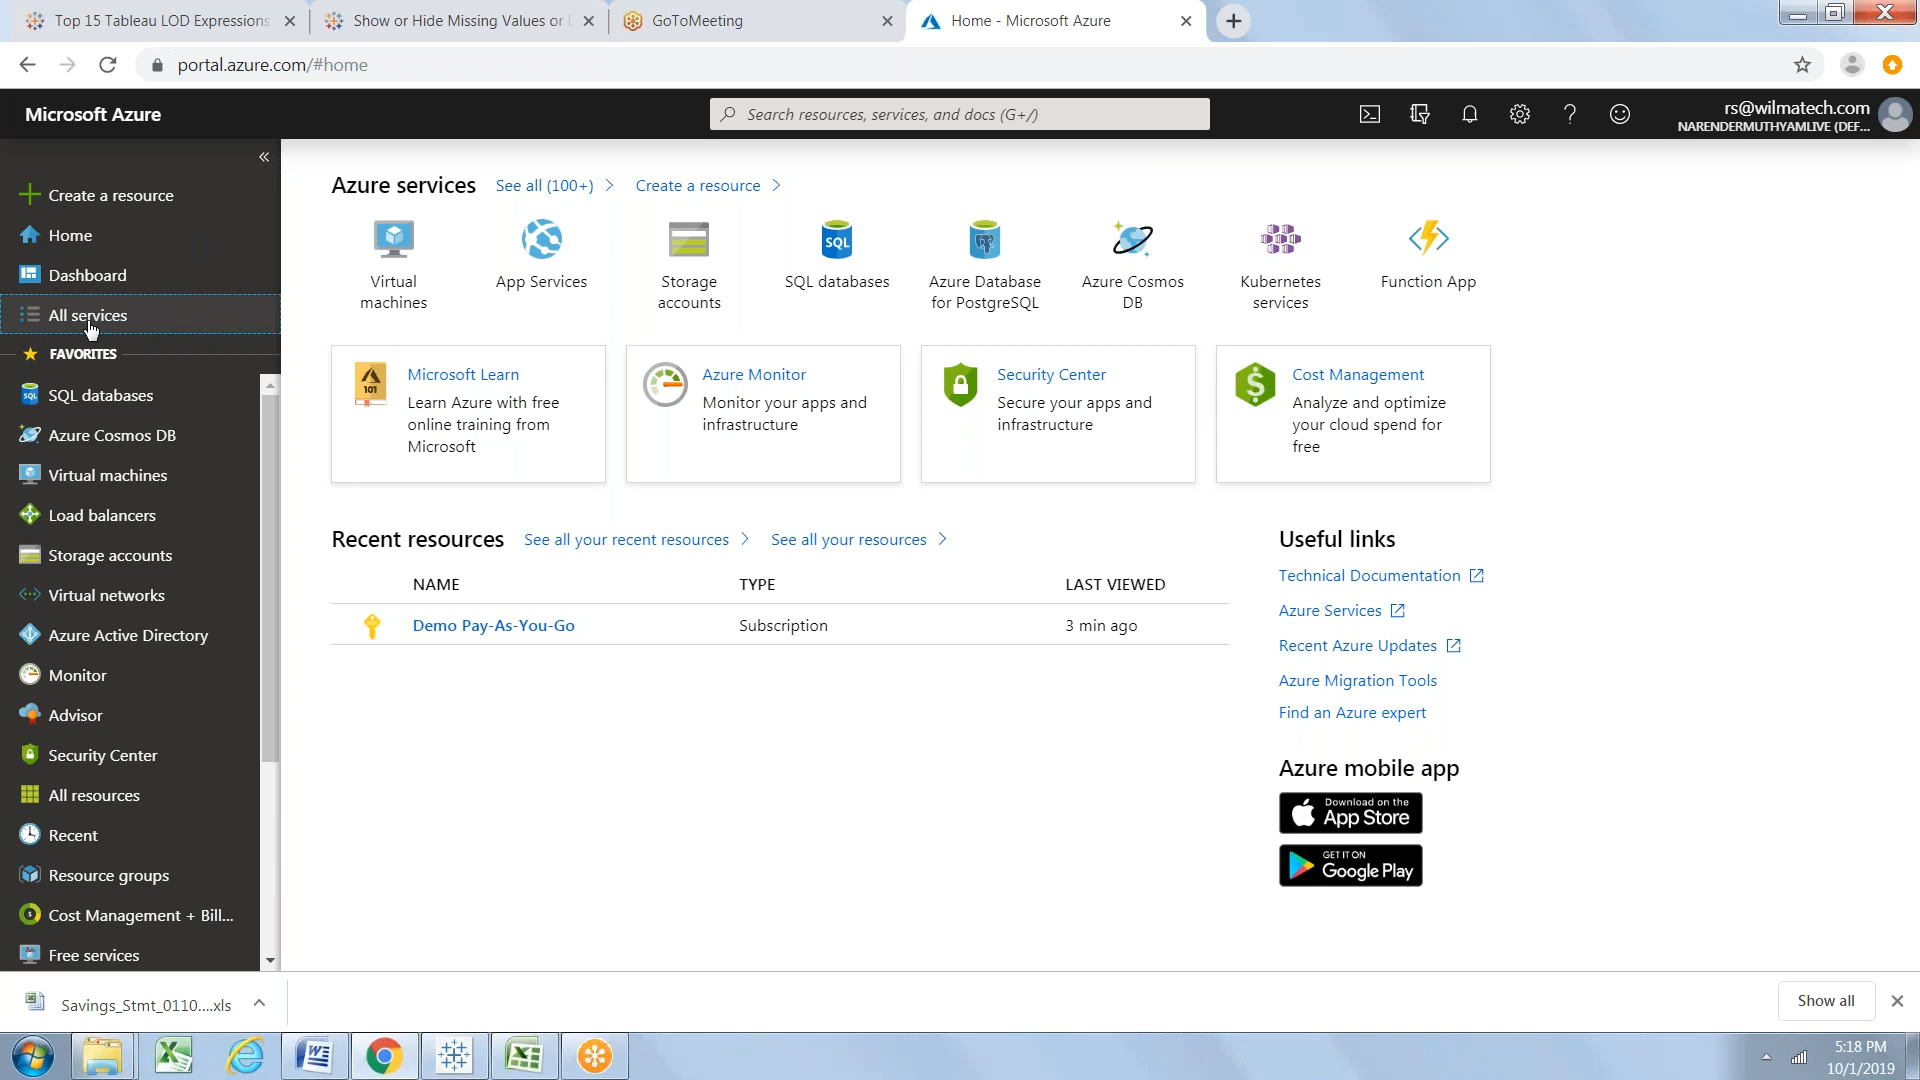 Top 15 Tableau LOD Expressions
Show or Hide Missing Values or E
GoToMeeting
Home - Microsoft Azure
portal.azure.com/#home
Microsoft Azure
Search resources, services, and docs (G+/)
rs@wilmatech.com
NARENDERMUTHYAMLIVE (DEF...
Create a resource
Home
Dashboard
All services
FAVORITES
SQL databases
Azure Cosmos DB
Virtual machines
Load balancers
Storage accounts
Virtual networks
Azure Active Directory
Monitor
Advisor
Security Center
All resources
Recent
Resource groups
Cost Management + Bill...
Free services
Azure services
See all (100+)
Create a resource
Virtual machines
App Services
Storage accounts
SQL
SQL databases
Azure Database for PostgreSQL
Azure Cosmos DB
Kubernetes services
Function App
101
Microsoft Learn
Learn Azure with free
online training from
Microsoft
Azure Monitor
Monitor your apps and
infrastructure
Security Center
Secure your apps and
infrastructure
Cost Management
Analyze and optimize
your cloud spend for
free
Recent resources
See all your recent resources
See all your resources
NAME TYPE LAST VIEWED
Demo Pay-As-You-Go Subscription 3 min ago
Useful links
Technical Documentation
Azure Services
Recent Azure Updates
Azure Migration Tools
Find an Azure expert
Azure mobile app
Download on the
App Store
GET IT ON
Google Play
Savings_Stmt_0110....xls
Show all
5:18 PM
10/1/2019